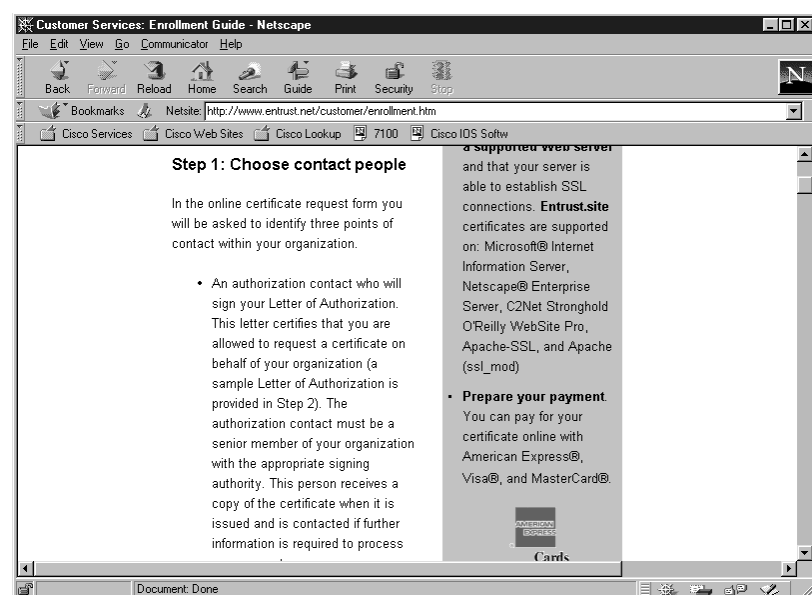 Customer Services: Enrollment Guide - Netscape
File Edit View Go Communicator Help
Back Forward Reload Home Search Guide Print Security Stop
N
Bookmarks Netsite: http://www.entrust.net/customer/enrollment.htm
Cisco Services Cisco Web Sites Cisco Lookup 7100 Cisco IOS Softw
Step 1: Choose contact people
In the online certificate request form you
will be asked to identify three points of
contact within your organization.
• An authorization contact who will
sign your Letter of Authorization.
This letter certifies that you are
allowed to request a certificate on
behalf of your organization (a
sample Letter of Authorization is
provided in Step 2). The
authorization contact must be a
senior member of your organization
with the appropriate signing
authority. This person receives a
copy of the certificate when it is
issued and is contacted if further
information is required to process
a supported Web server
and that your server is
able to establish SSL
connections. Entrust.site
certificates are supported
on: Microsoft® Internet
Information Server,
Netscape® Enterprise
Server, C2Net Stronghold
O'Reilly WebSite Pro,
Apache-SSL, and Apache
(ssl_mod)
• Prepare your payment.
You can pay for your
certificate online with
American Express®,
Visa®, and MasterCard®.
AMERICAN
EXPRESS
Cards
Document: Done